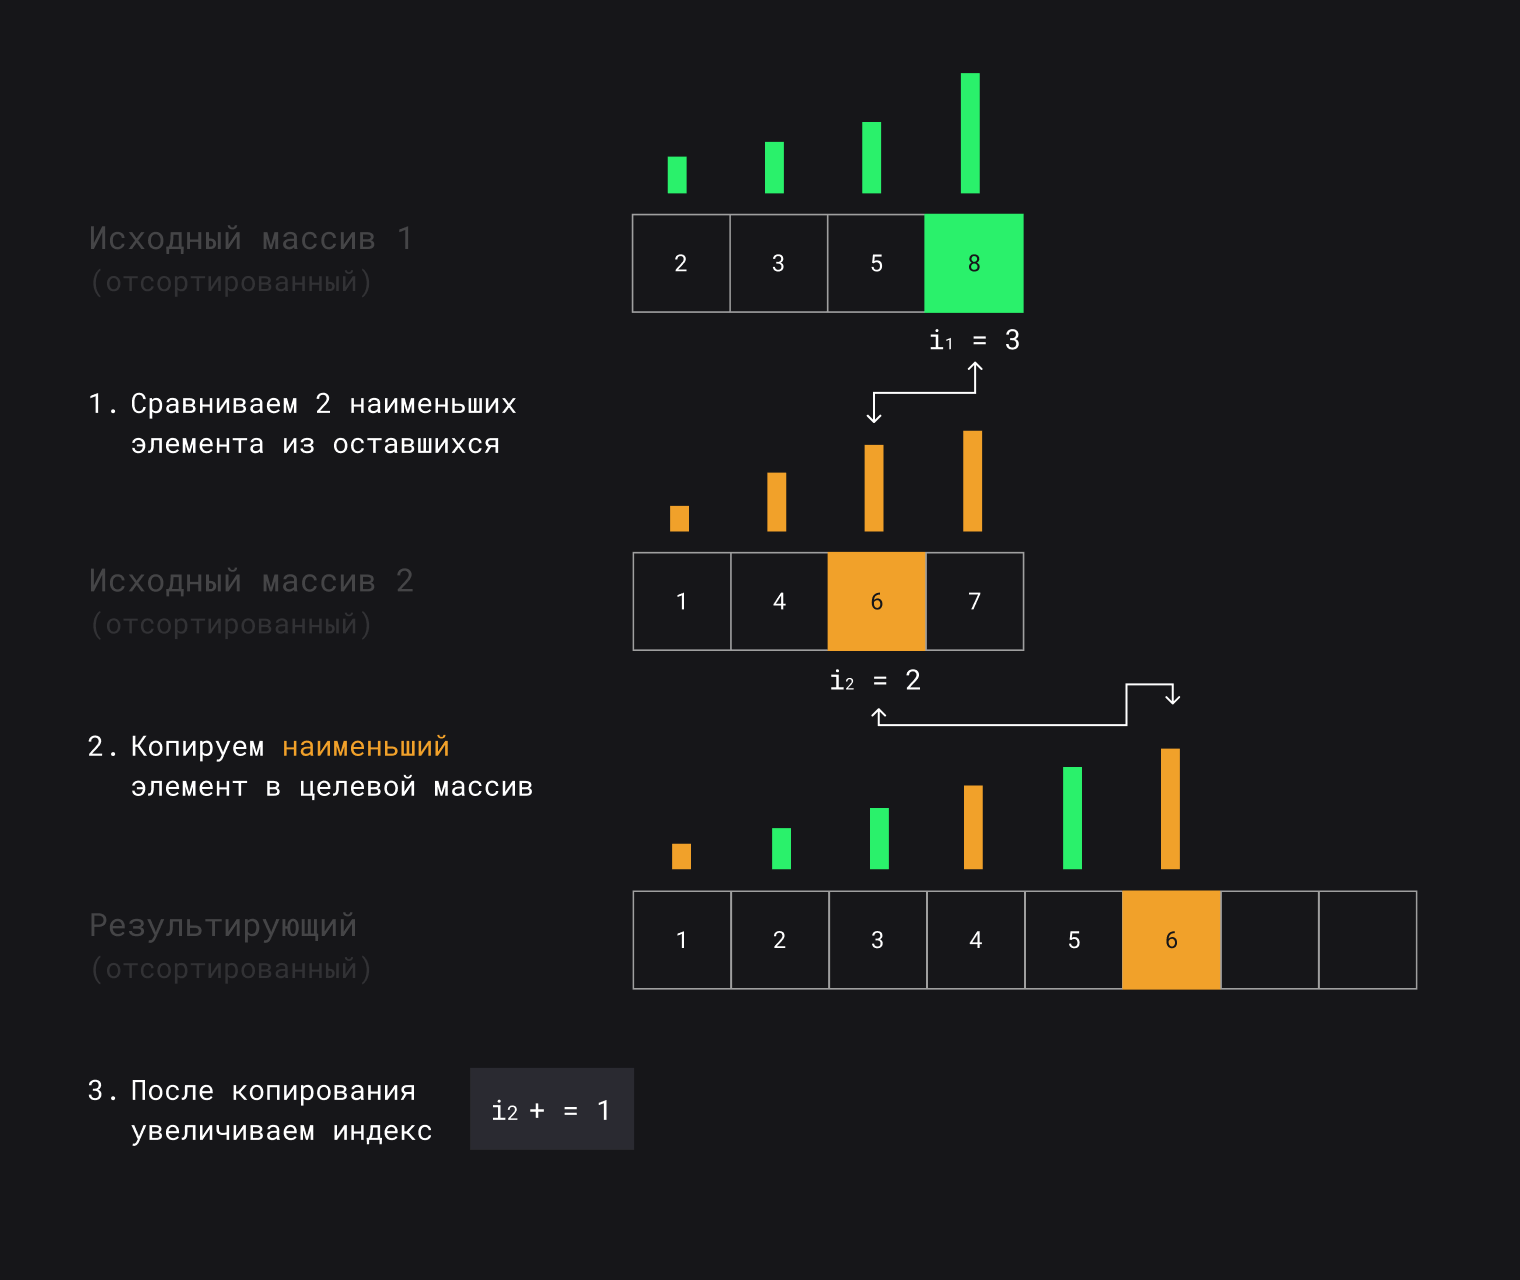 Исходный массив 1
(отсортированный)
2 3 5 8
i₁ = 3
1. Сравниваем 2 наименьших
элемента из оставшихся
Исходный массив 2
(отсортированный)
1 4 6 7
i₂ = 2
2. Копируем наименьший
элемент в целевой массив
Результирующий
(отсортированный)
1 2 3 4 5 6
3. После копирования
увеличиваем индекс
i₂ + = 1